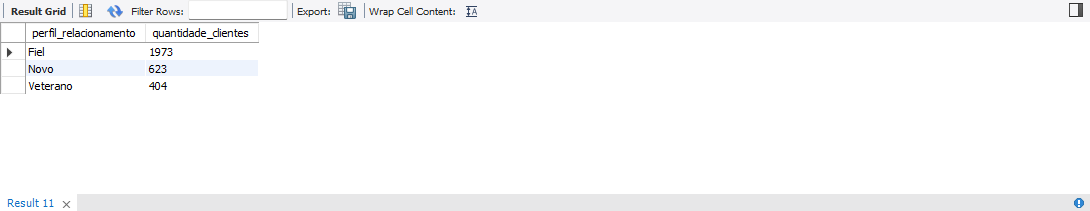 Result Grid Filter Rows: Export: Wrap Cell Content:
perfil_relacionamento quantidade_clientes
Fiel 1973
Novo 623
Veterano 404
Result 11